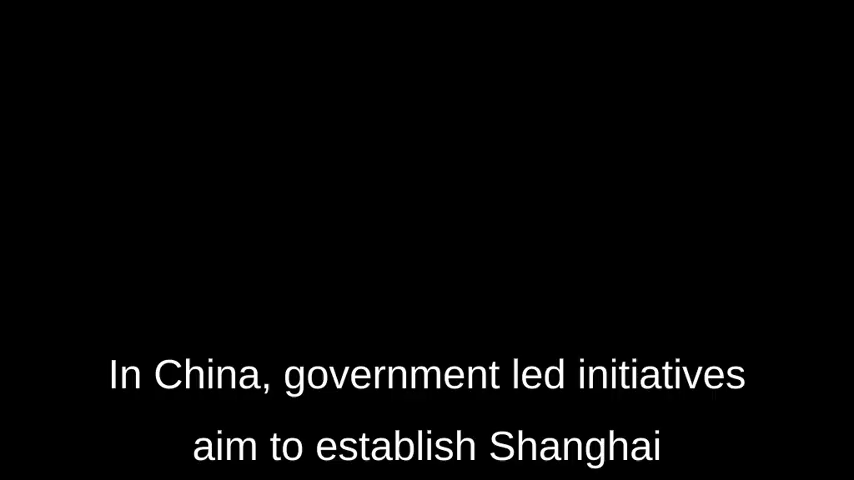 In China, government led initiatives
aim to establish Shanghai